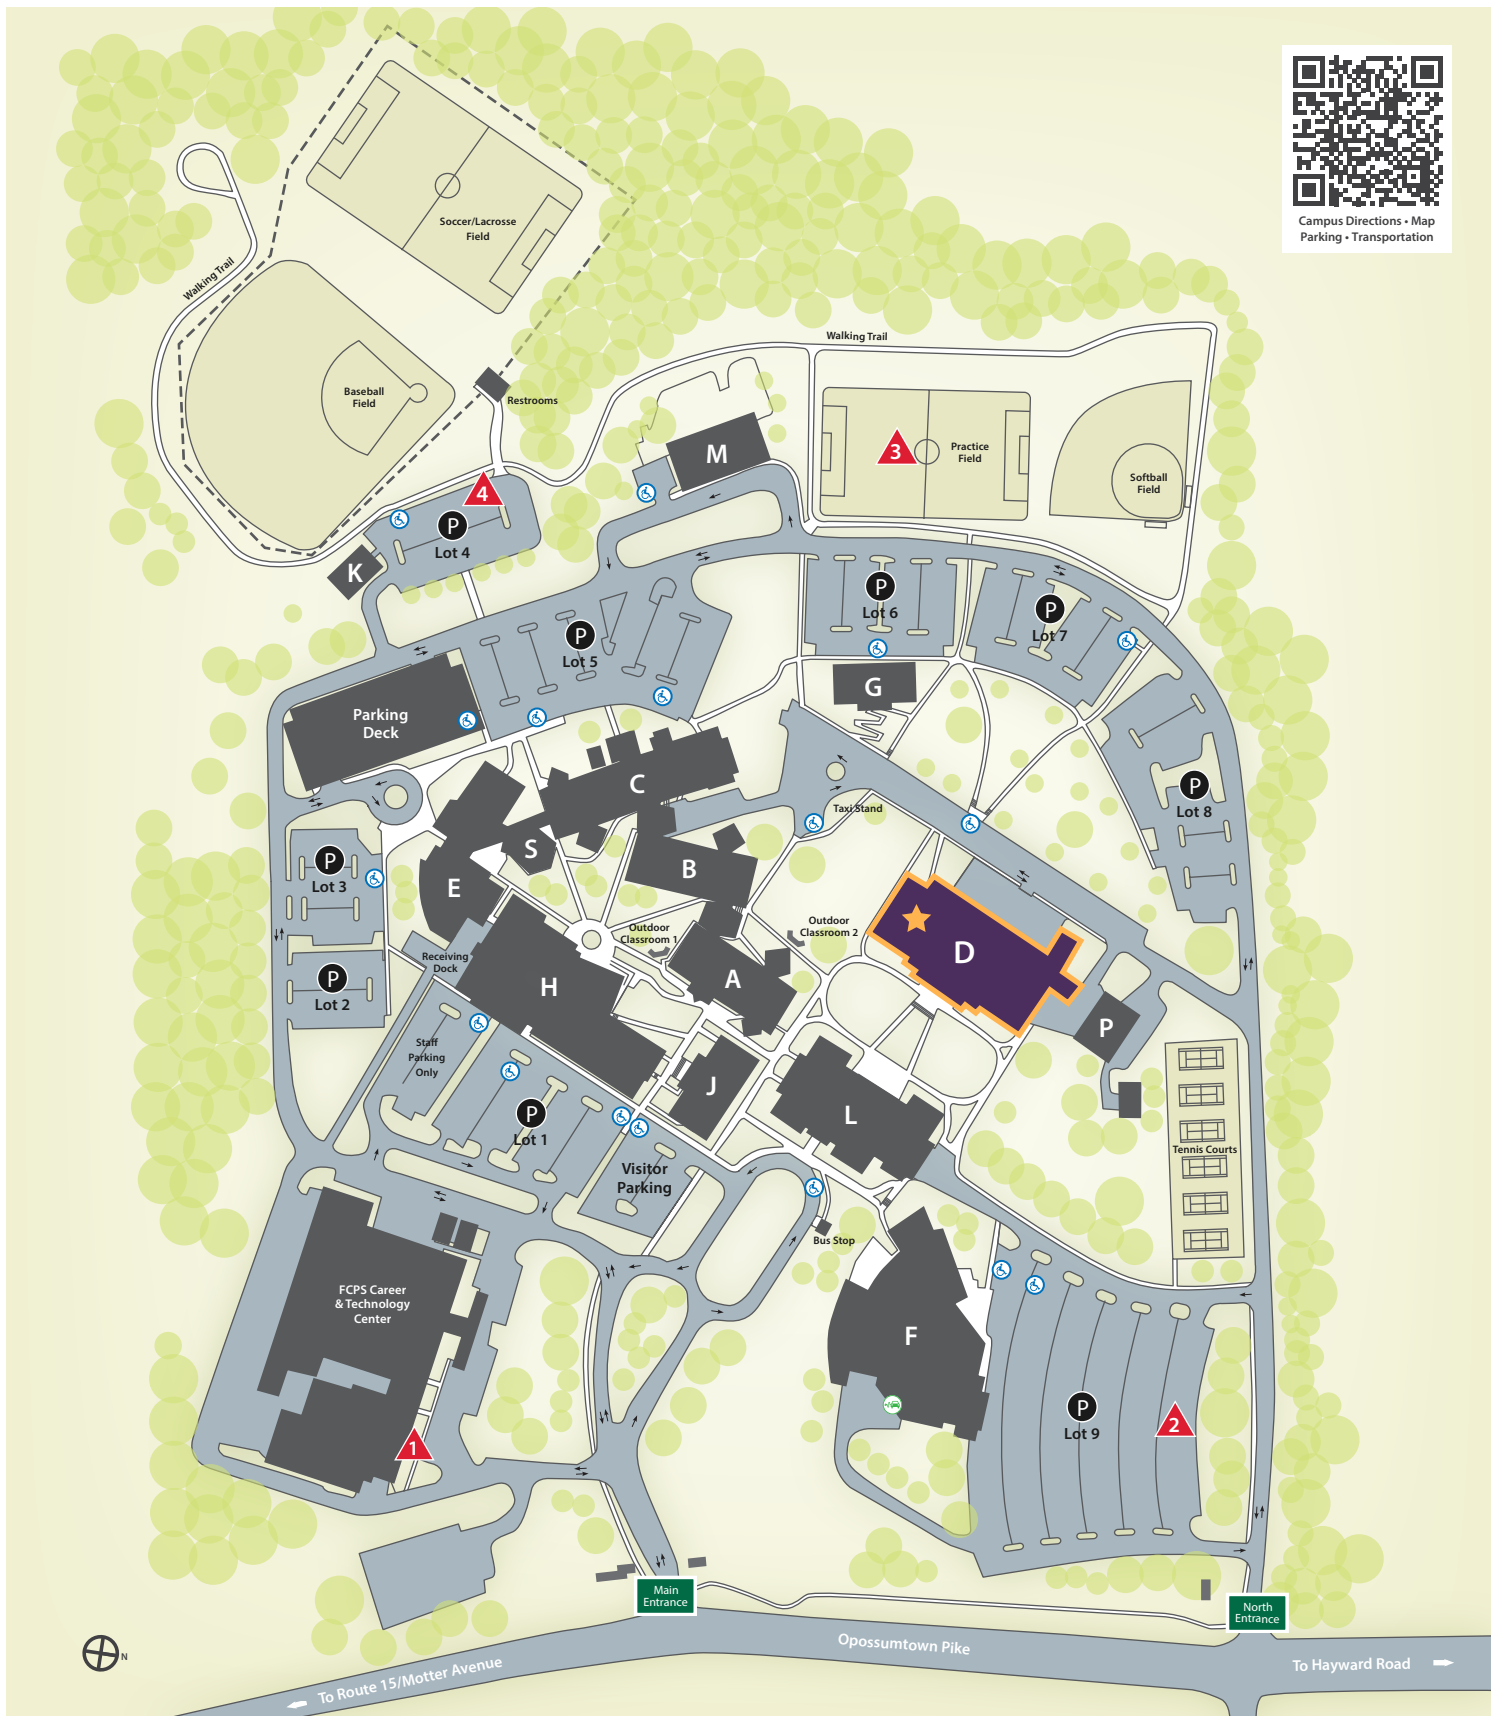 Campus Directions • Map
Parking • Transportation
Soccer/Lacrosse
Field
Walking Trail
Walking Trail
Baseball
Field
Restrooms
M
3
Practice
Field
Softball
Field
4
P
Lot 4
K
P
Lot 5
P
Lot 6
P
Lot 7
G
Parking
Deck
C
P
Lot 8
Taxi Stand
S
B
P
Lot 3
E
Outdoor
Classroom 1
Outdoor
Classroom 2
D
Receiving
Dock
A
P
Lot 2
H
P
Staff
Parking
Only
J
L
P
Lot 1
Tennis Courts
Visitor
Parking
Bus Stop
FCPS Career
& Technology
Center
F
P
Lot 9
2
1
Main
Entrance
North
Entrance
N
Opossumtown Pike
To Route 15/Motter Avenue
To Hayward Road